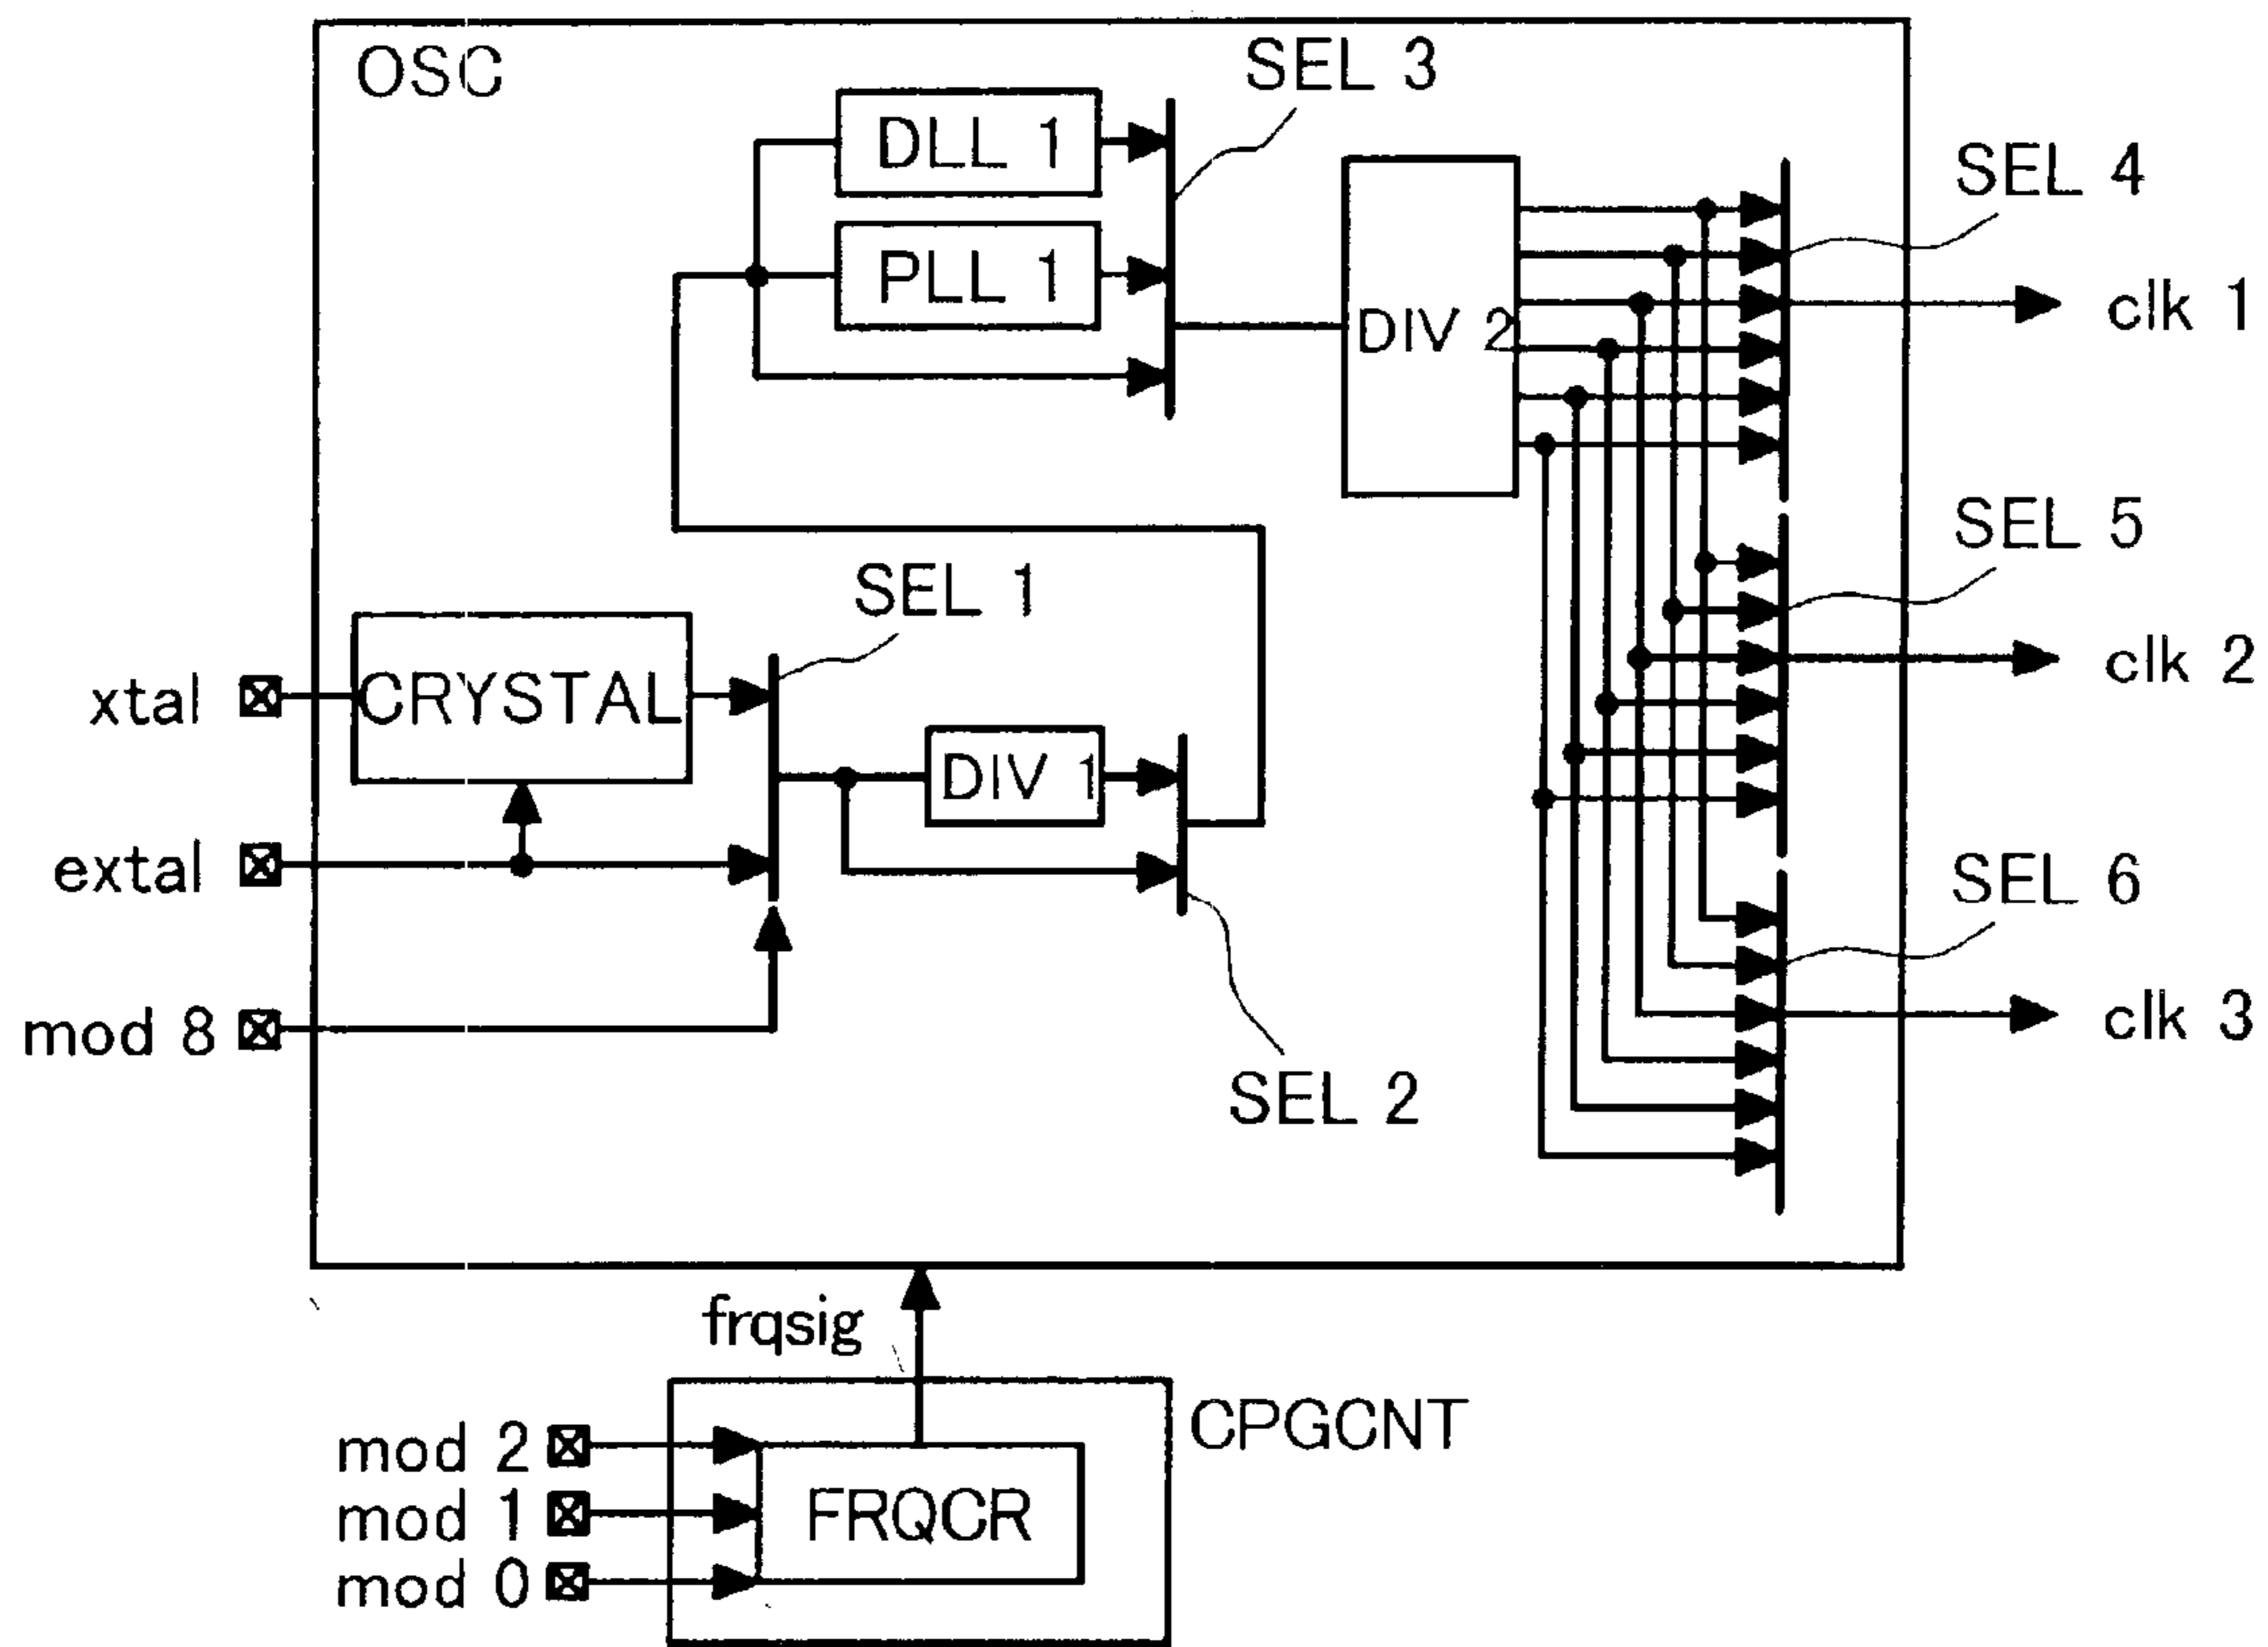 OSC
SEL 3
DLL 1
SEL 4
PLL 1
clk 1
DIV 2
SEL 5
SEL 1
clk 2
xtal
CRYSTAL
DIV 1
extal
SEL 6
mod 8
clk 3
SEL 2
frqsig
CPGCNT
mod 2
mod 1
FRQCR
mod 0